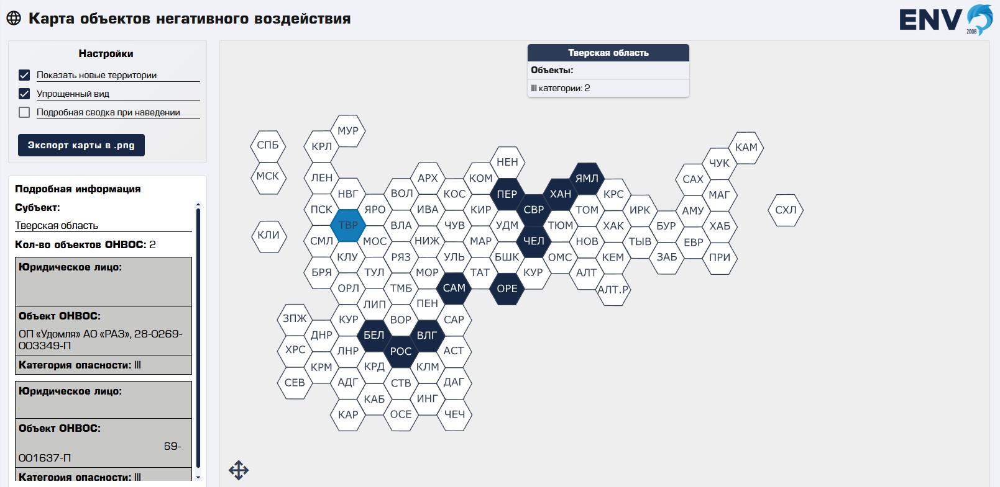 Карта объектов негативного воздействия
ENV
2008
Настройки
Показать новые территории
Упрощенный вид
Подробная сводка при наведении
Экспорт карты в .png
Подробная информация
Субъект:
Тверская область
Кол-во объектов ОНВОС: 2
Юридическое лицо:
Объект ОНВОС:
ОП «Удомля» АО «РАЗ», 28-0269-
003349-П
Категория опасности: III
Юридическое лицо:
Объект ОНВОС:
69-
001637-П
Категория опасности: III
Тверская область
Объекты:
III категории: 2
МУР
СПБ
КРЛ
КАМ
НЕН
ЧУК
МСК
ЛЕН
АРХ
КОМ
ЯМЛ
САХ
НВГ
ВОЛ
КОС
ПЕР
ХАН
КРС
МАГ
ПСК
ЯРО
ИВА
КИР
СВР
ТОМ
ИРК
АМУ
СХЛ
ТВР
ВЛА
ЧУВ
УДМ
ТЮМ
ХАК
БУР
ХАБ
КЛИ
СМЛ
МОС
НИЖ
МАР
ЧЕЛ
НОВ
ТЫВ
ЕВР
КЛУ
РЯЗ
УЛЬ
БШК
ОМС
КЕМ
ЗАБ
ПРИ
БРЯ
ТУЛ
МОР
ТАТ
КУР
АЛТ
ОРЛ
ТМБ
САМ
ОРЕ
АЛТ.Р
ЛИП
ПЕН
ЗПЖ
КУР
ВОР
САР
ДНР
БЕЛ
ВЛГ
ХРС
ЛНР
РОС
АСТ
КРМ
КРД
КЛМ
СЕВ
АДГ
СТВ
ДАГ
КАБ
ИНГ
КАР
ОСЕ
ЧЕЧ